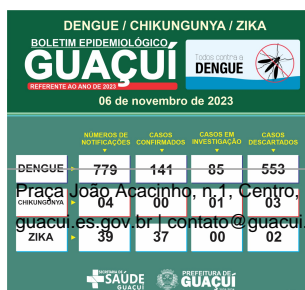 DENGUE / CHIKUNGUNYA / ZIKA
BOLETIM EPIDEMIOLÓGICO
GUAÇUÍ
REFERENTE AO ANO DE 2023
Todos contra a
DENGUE
06 de novembro de 2023
NÚMEROS DE NOTIFICAÇÕES CASOS CONFIRMADOS CASOS EM INVESTIGAÇÃO CASOS DESCARTADOS
DENGUE 779 141 85 553
Praça João Acacinho, n.1, Centro,
CHIKUNGUNYA 04 00 01 03
guacui.es.gov.br | contato@guacui.
ZIKA 39 37 00 02
SECRETARIA DE
SAÚDE
GUAÇUÍ
PREFEITURA DE
GUAÇUÍ